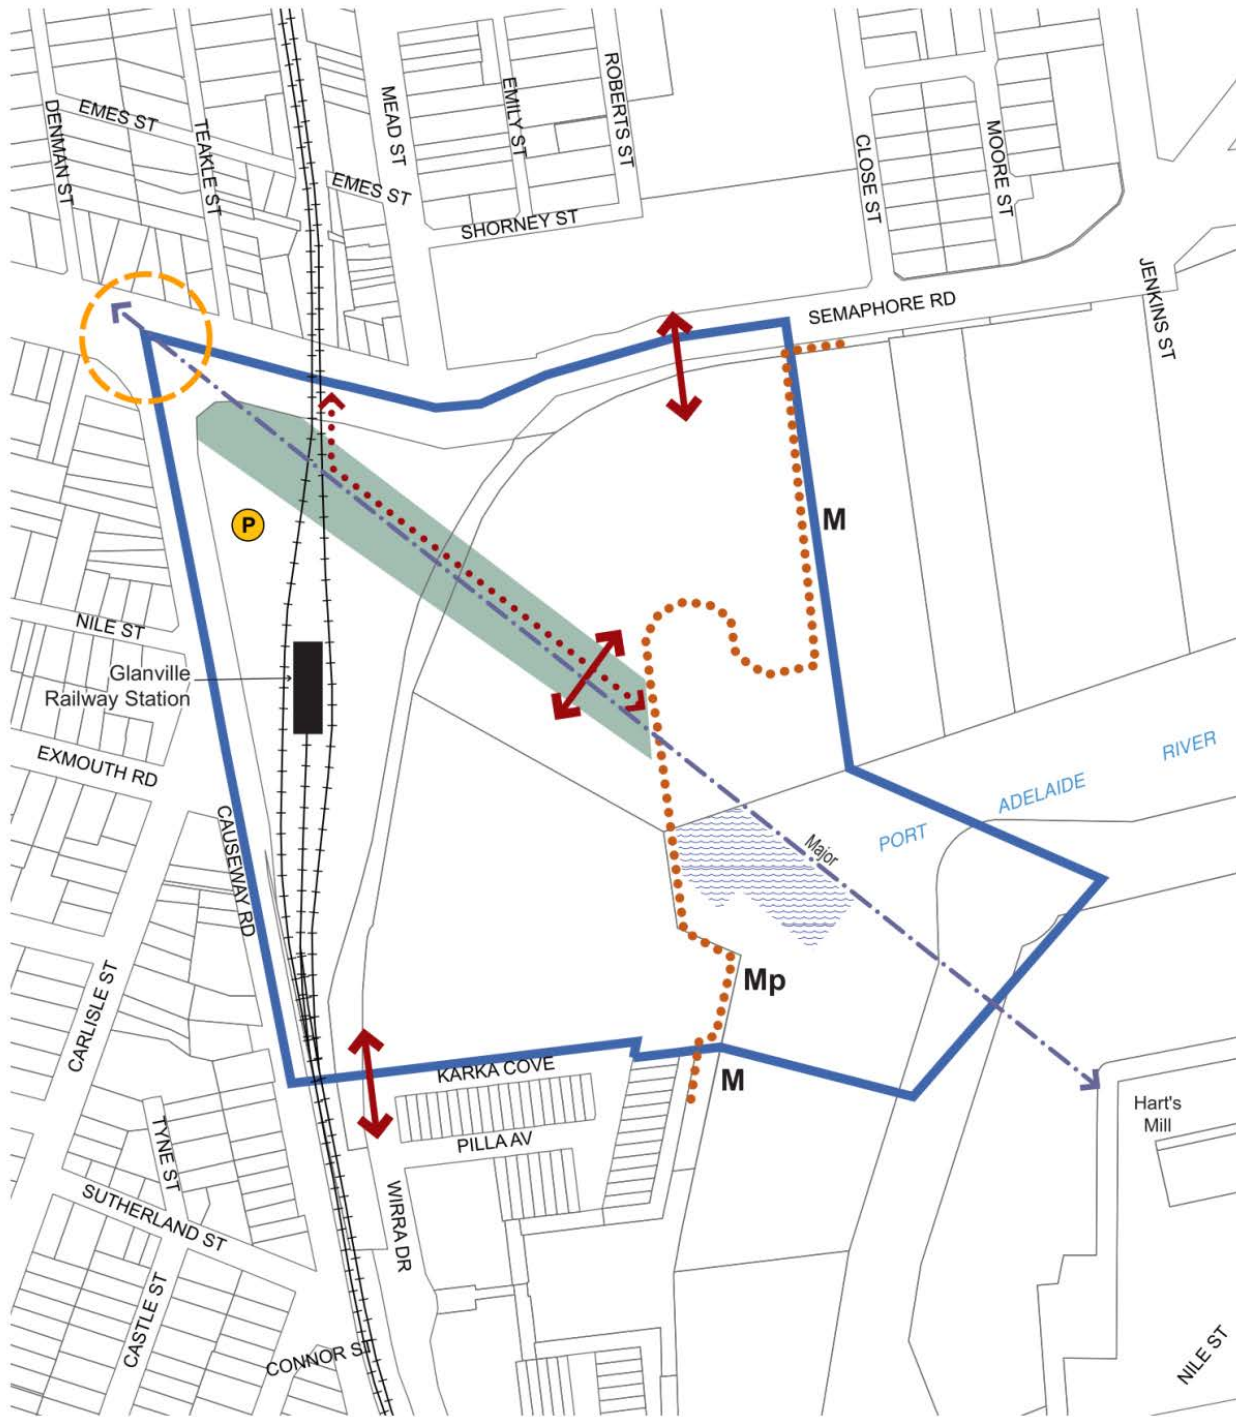 EMES ST
DENMAN ST
TEAKLE ST
MEAD ST
EMILY ST
ROBERTS ST
EMES ST
SHORNEY ST
CLOSE ST
MOORE ST
JENKINS ST
SEMAPHORE RD
P
M
NILE ST
Glanville
Railway Station
EXMOUTH RD
CAUSEWAY RD
RIVER
ADELAIDE
PORT
Major
CARLISLE ST
Mp
KARKA COVE
M
Hart's
Mill
PILLA AV
TYNE ST
SUTHERLAND ST
WIRRA DR
CASTLE ST
CONNOR ST
NILE ST